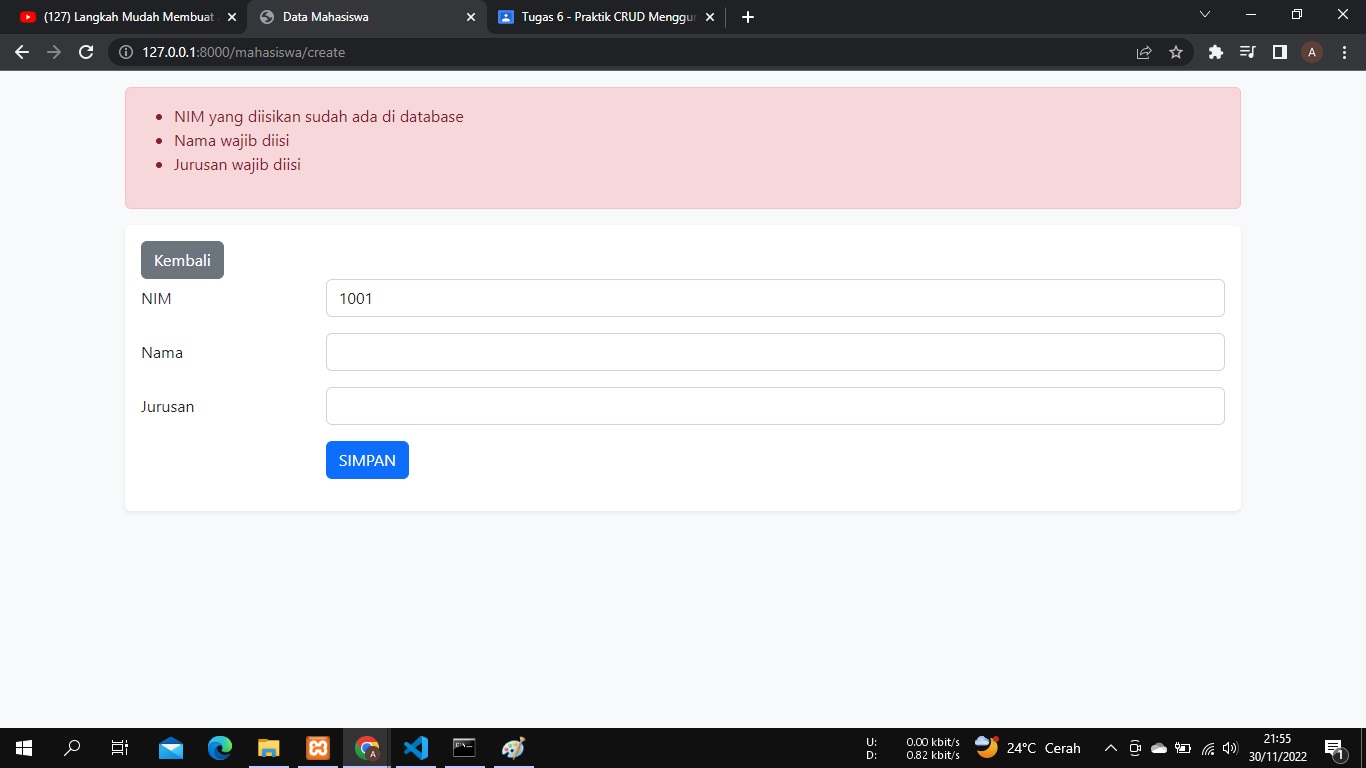 (127) Langkah Mudah Membuat
Data Mahasiswa
Tugas 6 - Praktik CRUD Menggun
127.0.0.1:8000/mahasiswa/create
A
NIM yang diisikan sudah ada di database
Nama wajib diisi
Jurusan wajib diisi
Kembali
NIM
1001
Nama
Jurusan
SIMPAN
U: 0.00 kbit/s
D: 0.82 kbit/s
24°C Cerah
21:55
30/11/2022
1